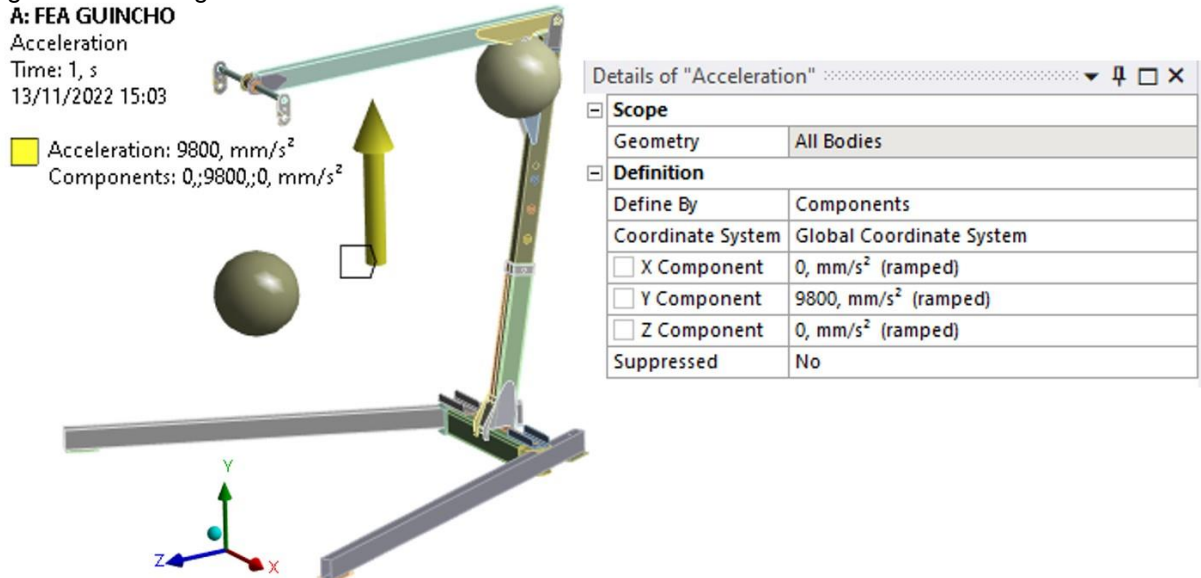 A: FEA GUINCHO
Acceleration
Time: 1, s
13/11/2022 15:03
Acceleration: 9800, mm/s²
Components: 0,;9800,;0, mm/s²
Y
Z
X
Details of "Acceleration"
Scope
Geometry All Bodies
Definition
Define By Components
Coordinate System Global Coordinate System
X Component 0, mm/s² (ramped)
Y Component 9800, mm/s² (ramped)
Z Component 0, mm/s² (ramped)
Suppressed No